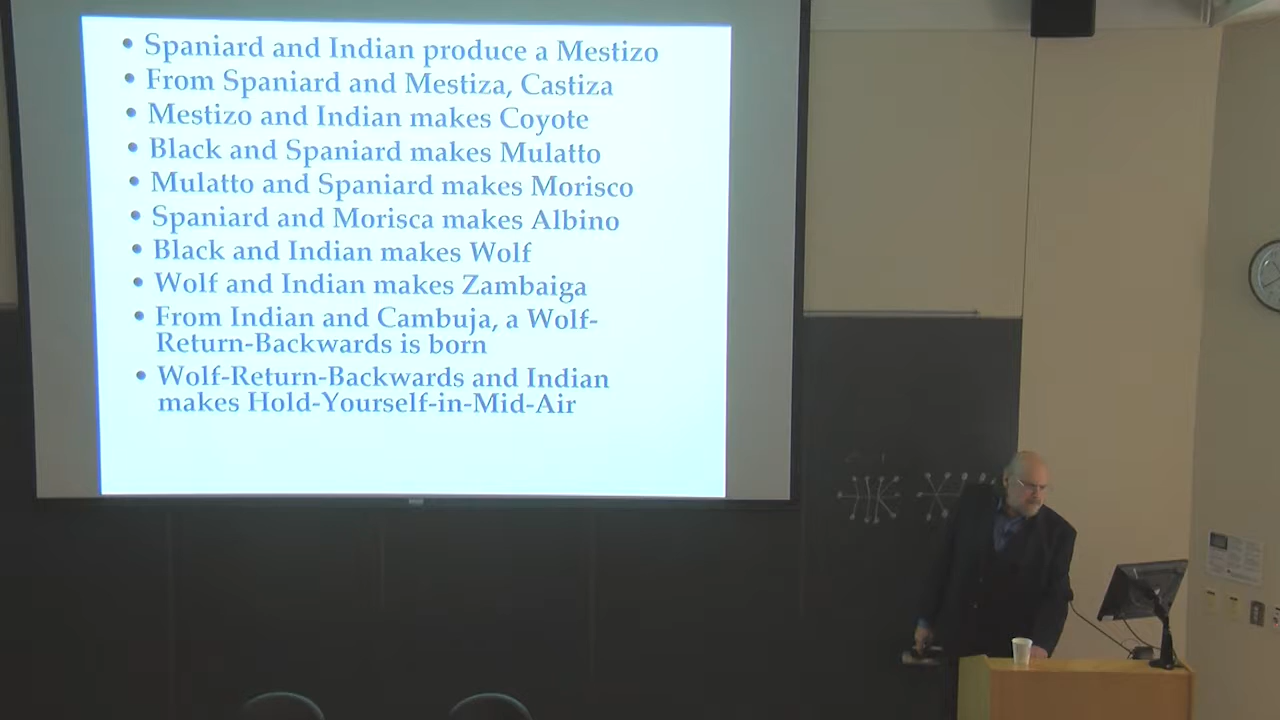 • Spaniard and Indian produce a Mestizo
• From Spaniard and Mestiza, Castiza
• Mestizo and Indian makes Coyote
• Black and Spaniard makes Mulatto
• Mulatto and Spaniard makes Morisco
• Spaniard and Morisca makes Albino
• Black and Indian makes Wolf
• Wolf and Indian makes Zambaiga
• From Indian and Cambuja, a Wolf-
Return-Backwards is born
• Wolf-Return-Backwards and Indian
makes Hold-Yourself-in-Mid-Air